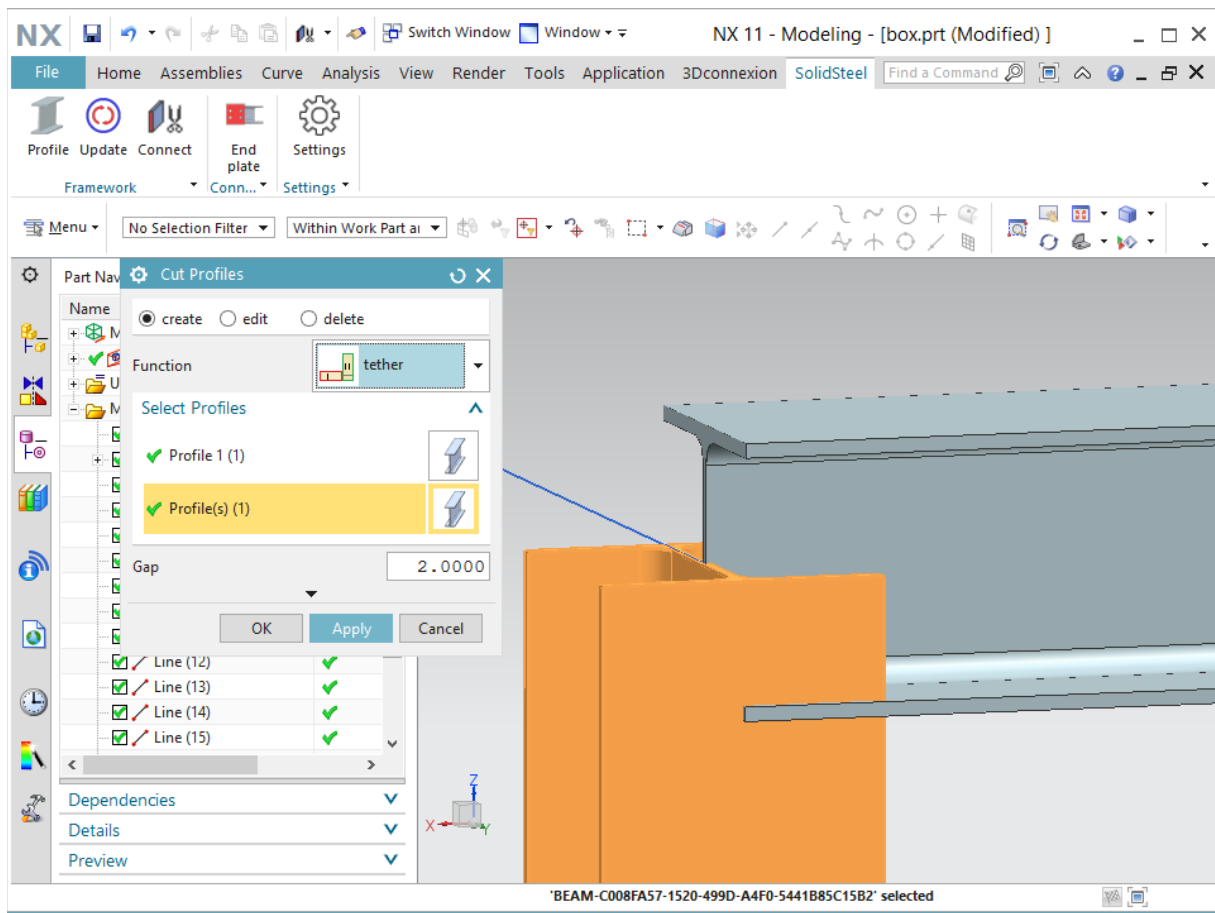 NX Switch Window Window NX 11 - Modeling - [box.prt (Modified) ]
File Home Assemblies Curve Analysis View Render Tools Application 3Dconnexion SolidSteel Find a Command
Profile Update Connect End plate Settings
Framework Conn... Settings
Menu No Selection Filter Within Work Part ar
Part Nav
Name
M
U
M
Cut Profiles
create edit delete
Function tether
Select Profiles
Profile 1 (1)
Profile(s) (1)
Gap 2.0000
OK Apply Cancel
Line (12)
Line (13)
Line (14)
Line (15)
Dependencies
Details
Preview
Z
X
Y
'BEAM-C008FA57-1520-499D-A4F0-5441B85C15B2' selected